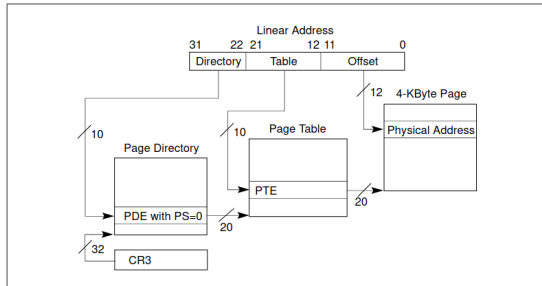 Linear Address
31 22 21 12 11 0
Directory Table Offset
12 4-KByte Page
10 10 Page Table Physical Address
Page Directory
PTE
20
PDE with PS=0
20
32
CR3